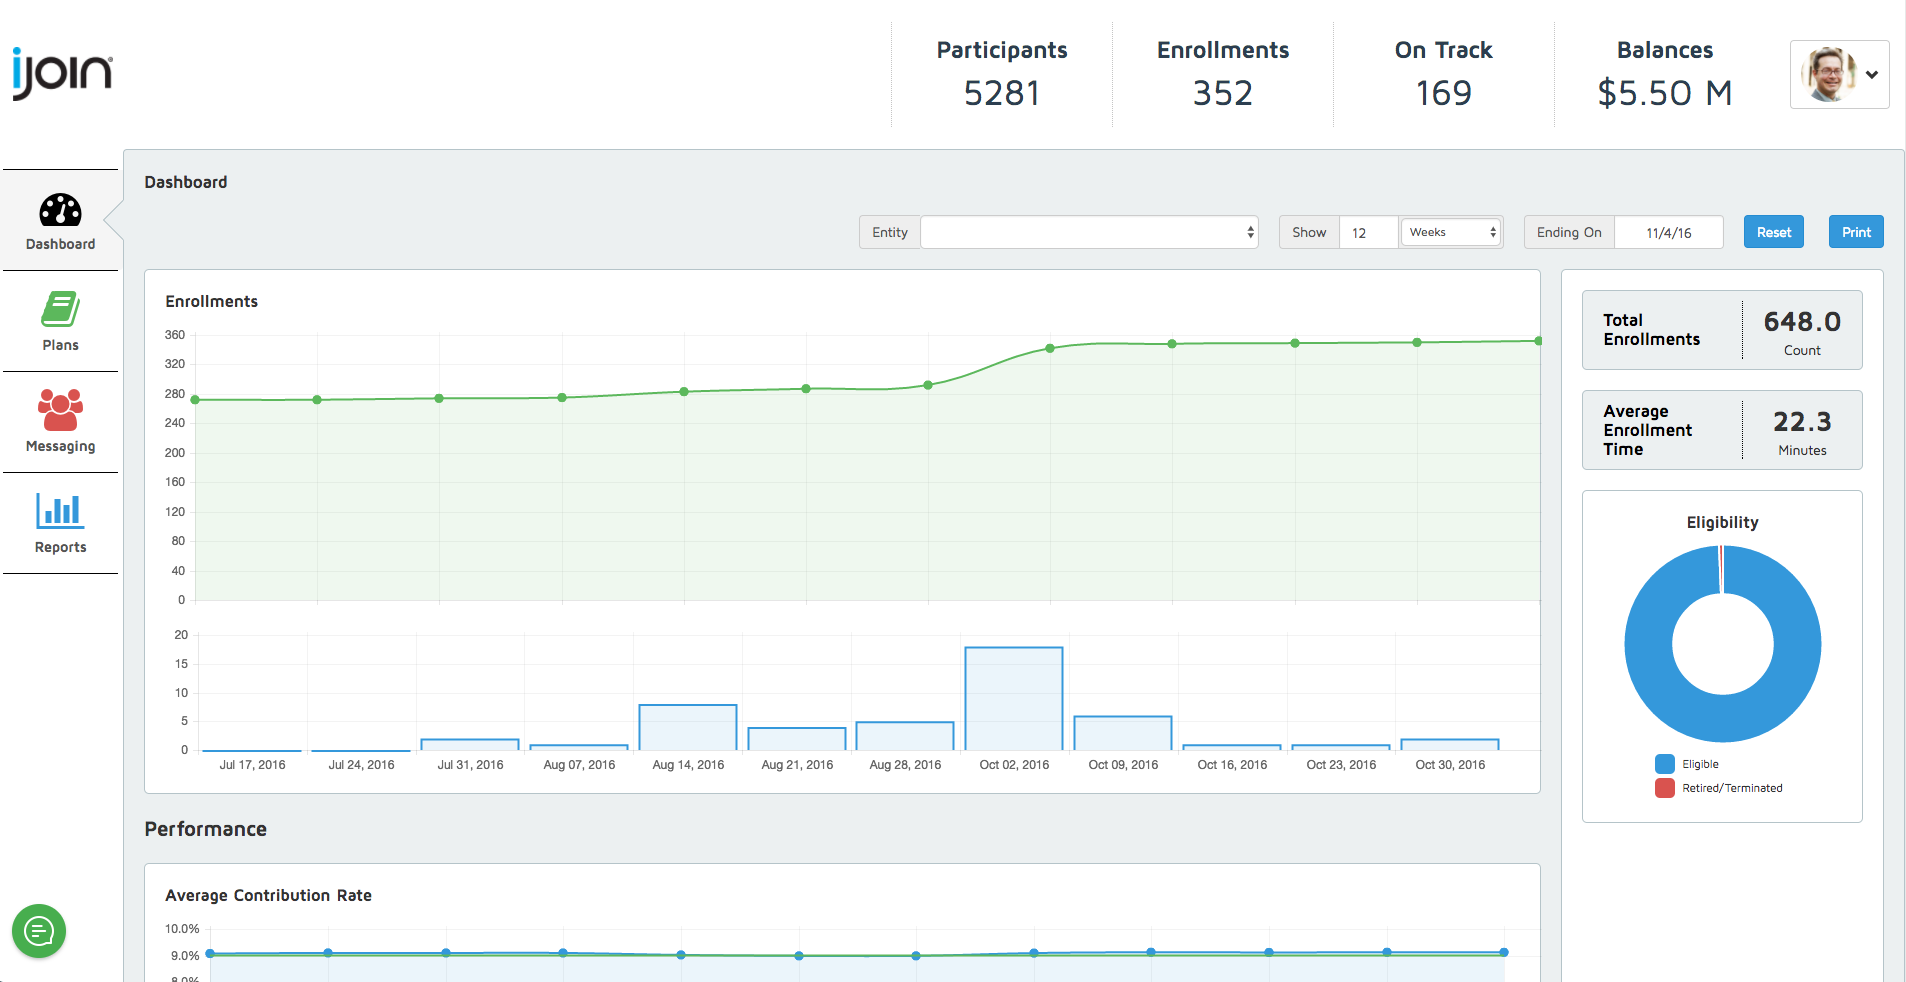 ijoin
Participants
5281
Enrollments
352
On Track
169
Balances
$5.50 M
Dashboard
Plans
Messaging
Reports
Dashboard
Entity
Show 12 Weeks
Ending On 11/4/16
Reset
Print
Enrollments
360
320
280
240
200
160
120
80
40
0
20
15
10
5
0
Jul 17, 2016 Jul 24, 2016 Jul 31, 2016 Aug 07, 2016 Aug 14, 2016 Aug 21, 2016 Aug 28, 2016 Oct 02, 2016 Oct 09, 2016 Oct 16, 2016 Oct 23, 2016 Oct 30, 2016
Total
Enrollments
648.0
Count
Average
Enrollment
Time
22.3
Minutes
Eligibility
Eligible
Retired/Terminated
Performance
Average Contribution Rate
10.0%
9.0%
8.0%